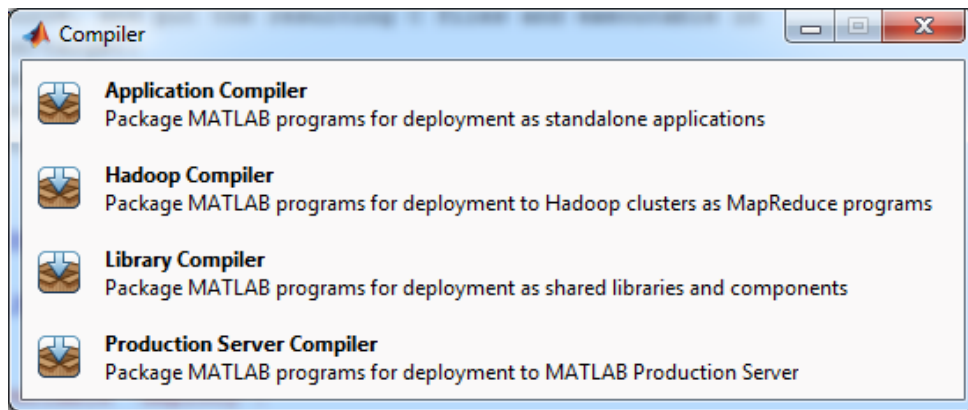 Compiler
Application Compiler
Package MATLAB programs for deployment as standalone applications
Hadoop Compiler
Package MATLAB programs for deployment to Hadoop clusters as MapReduce programs
Library Compiler
Package MATLAB programs for deployment as shared libraries and components
Production Server Compiler
Package MATLAB programs for deployment to MATLAB Production Server